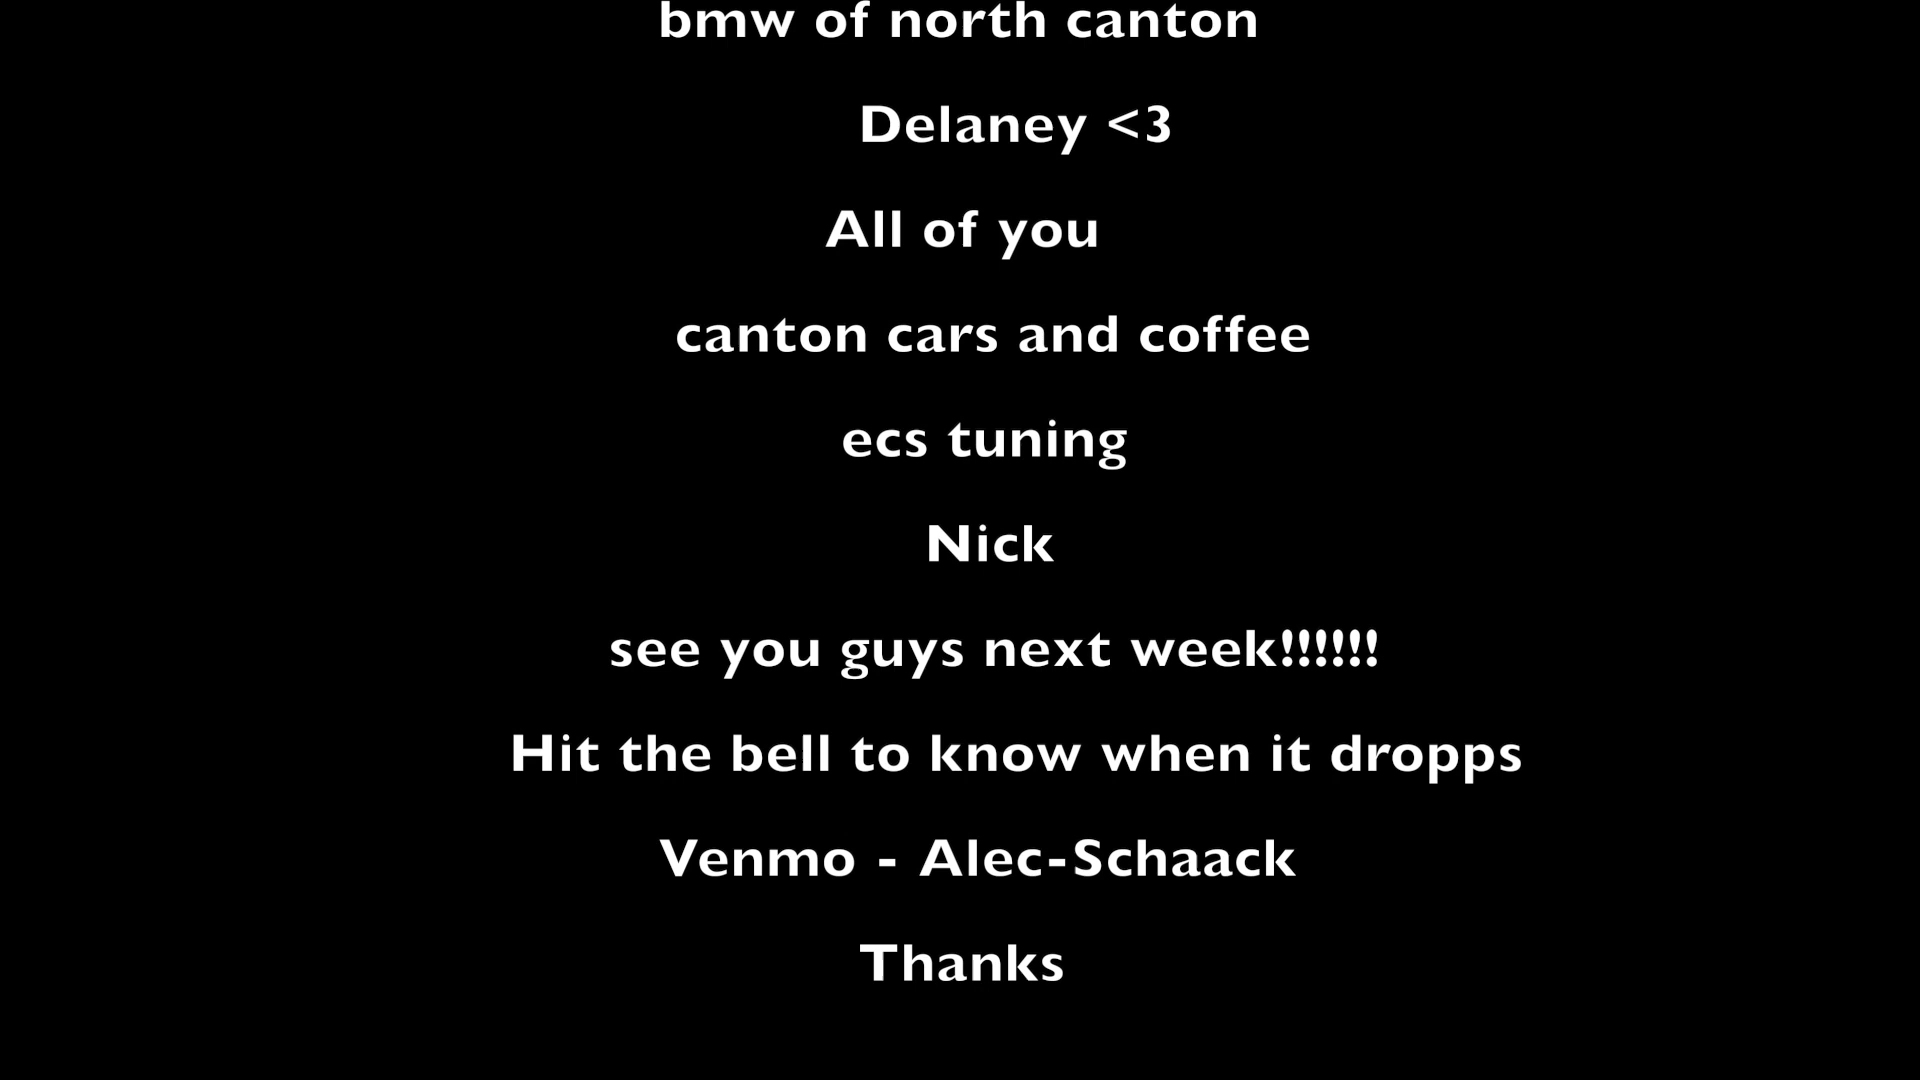 bmw of north canton
Delaney <3
All of you
canton cars and coffee
ecs tuning
Nick
see you guys next week!!!!!!
Hit the bell to know when it dropps
Venmo - Alec-Schaack
Thanks